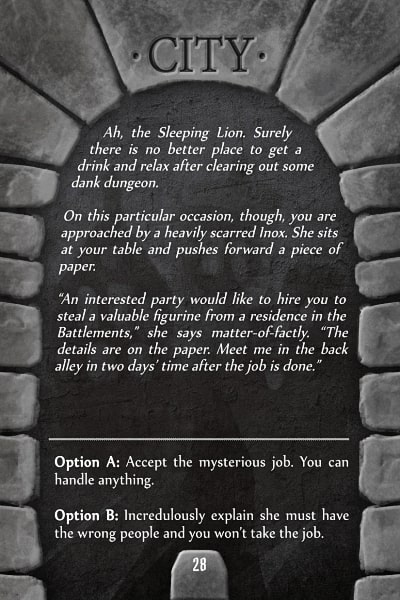 ·CITY·
Ah, the Sleeping Lion. Surely
there is no better place to get a
drink and relax after clearing out some
dank dungeon.
On this particular occasion, though, you are
approached by a heavily scarred Inox. She sits
at your table and pushes forward a piece of
paper.
“An interested party would like to hire you to
steal a valuable figurine from a residence in the
Battlements,” she says matter-of-factly. “The
details are on the paper. Meet me in the back
alley in two days’ time after the job is done.”
Option A: Accept the mysterious job. You can
handle anything.
Option B: Incredulously explain she must have
the wrong people and you won’t take the job.
28